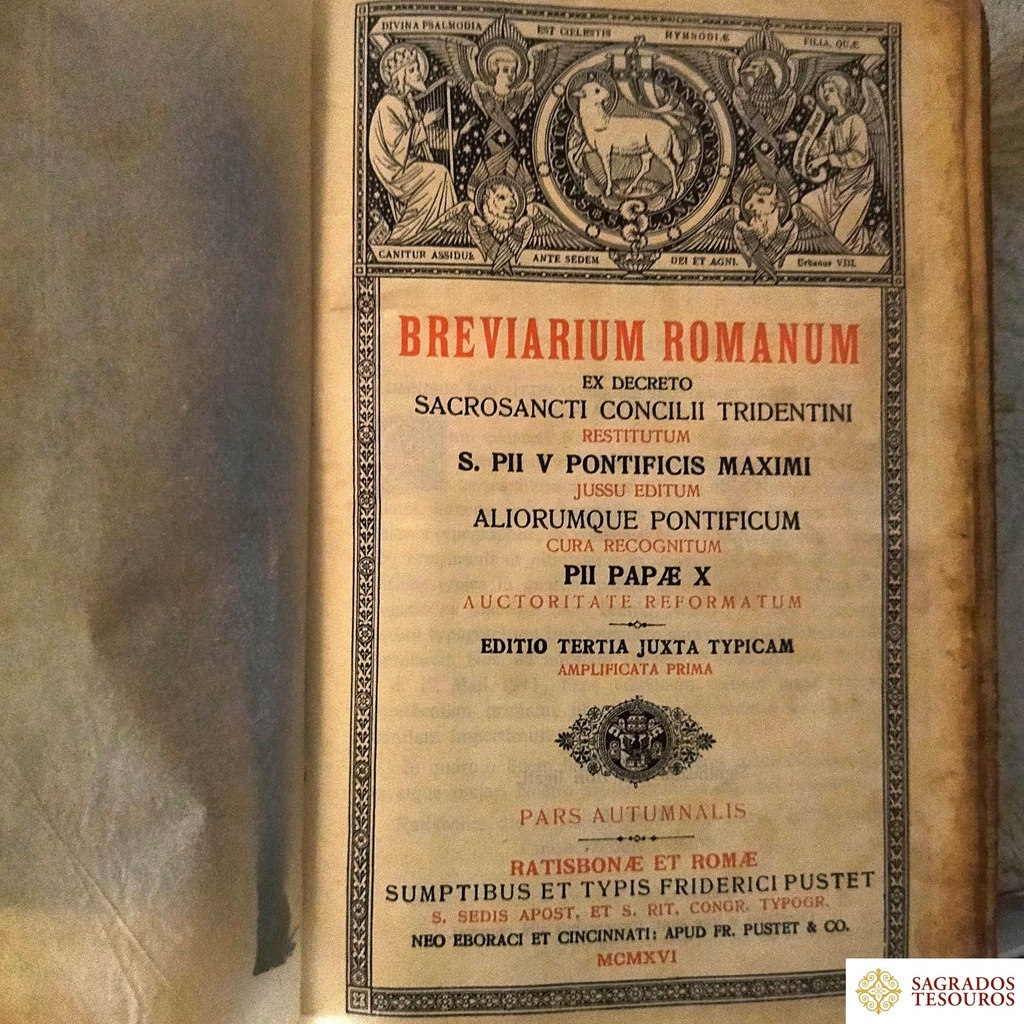 DIVINA PSALMODIA EST CŒLESTIS HYMNODIÆ FILIA, QUÆ
SANCTUS SANCTUS SANCTUS
CANITUR ASSIDUE ANTE SEDEM DEI ET AGNI. Urbanus VIII.
BREVIARIUM ROMANUM
EX DECRETO
SACROSANCTI CONCILII TRIDENTINI
RESTITUTUM
S. PII V PONTIFICIS MAXIMI
JUSSU EDITUM
ALIORUMQUE PONTIFICUM
CURA RECOGNITUM
PII PAPÆ X
AUCTORITATE REFORMATUM
EDITIO TERTIA JUXTA TYPICAM
AMPLIFICATA PRIMA
PARS AUTUMNALIS
RATISBONÆ ET ROMÆ
SUMPTIBUS ET TYPIS FRIDERICI PUSTET
S. SEDIS APOST. ET S. RIT. CONGR. TYPOGR.
NEO EBORACI ET CINCINNATI: APUD FR. PUSTET & CO.
MCMXVI
SAGRADOS
TESOUROS